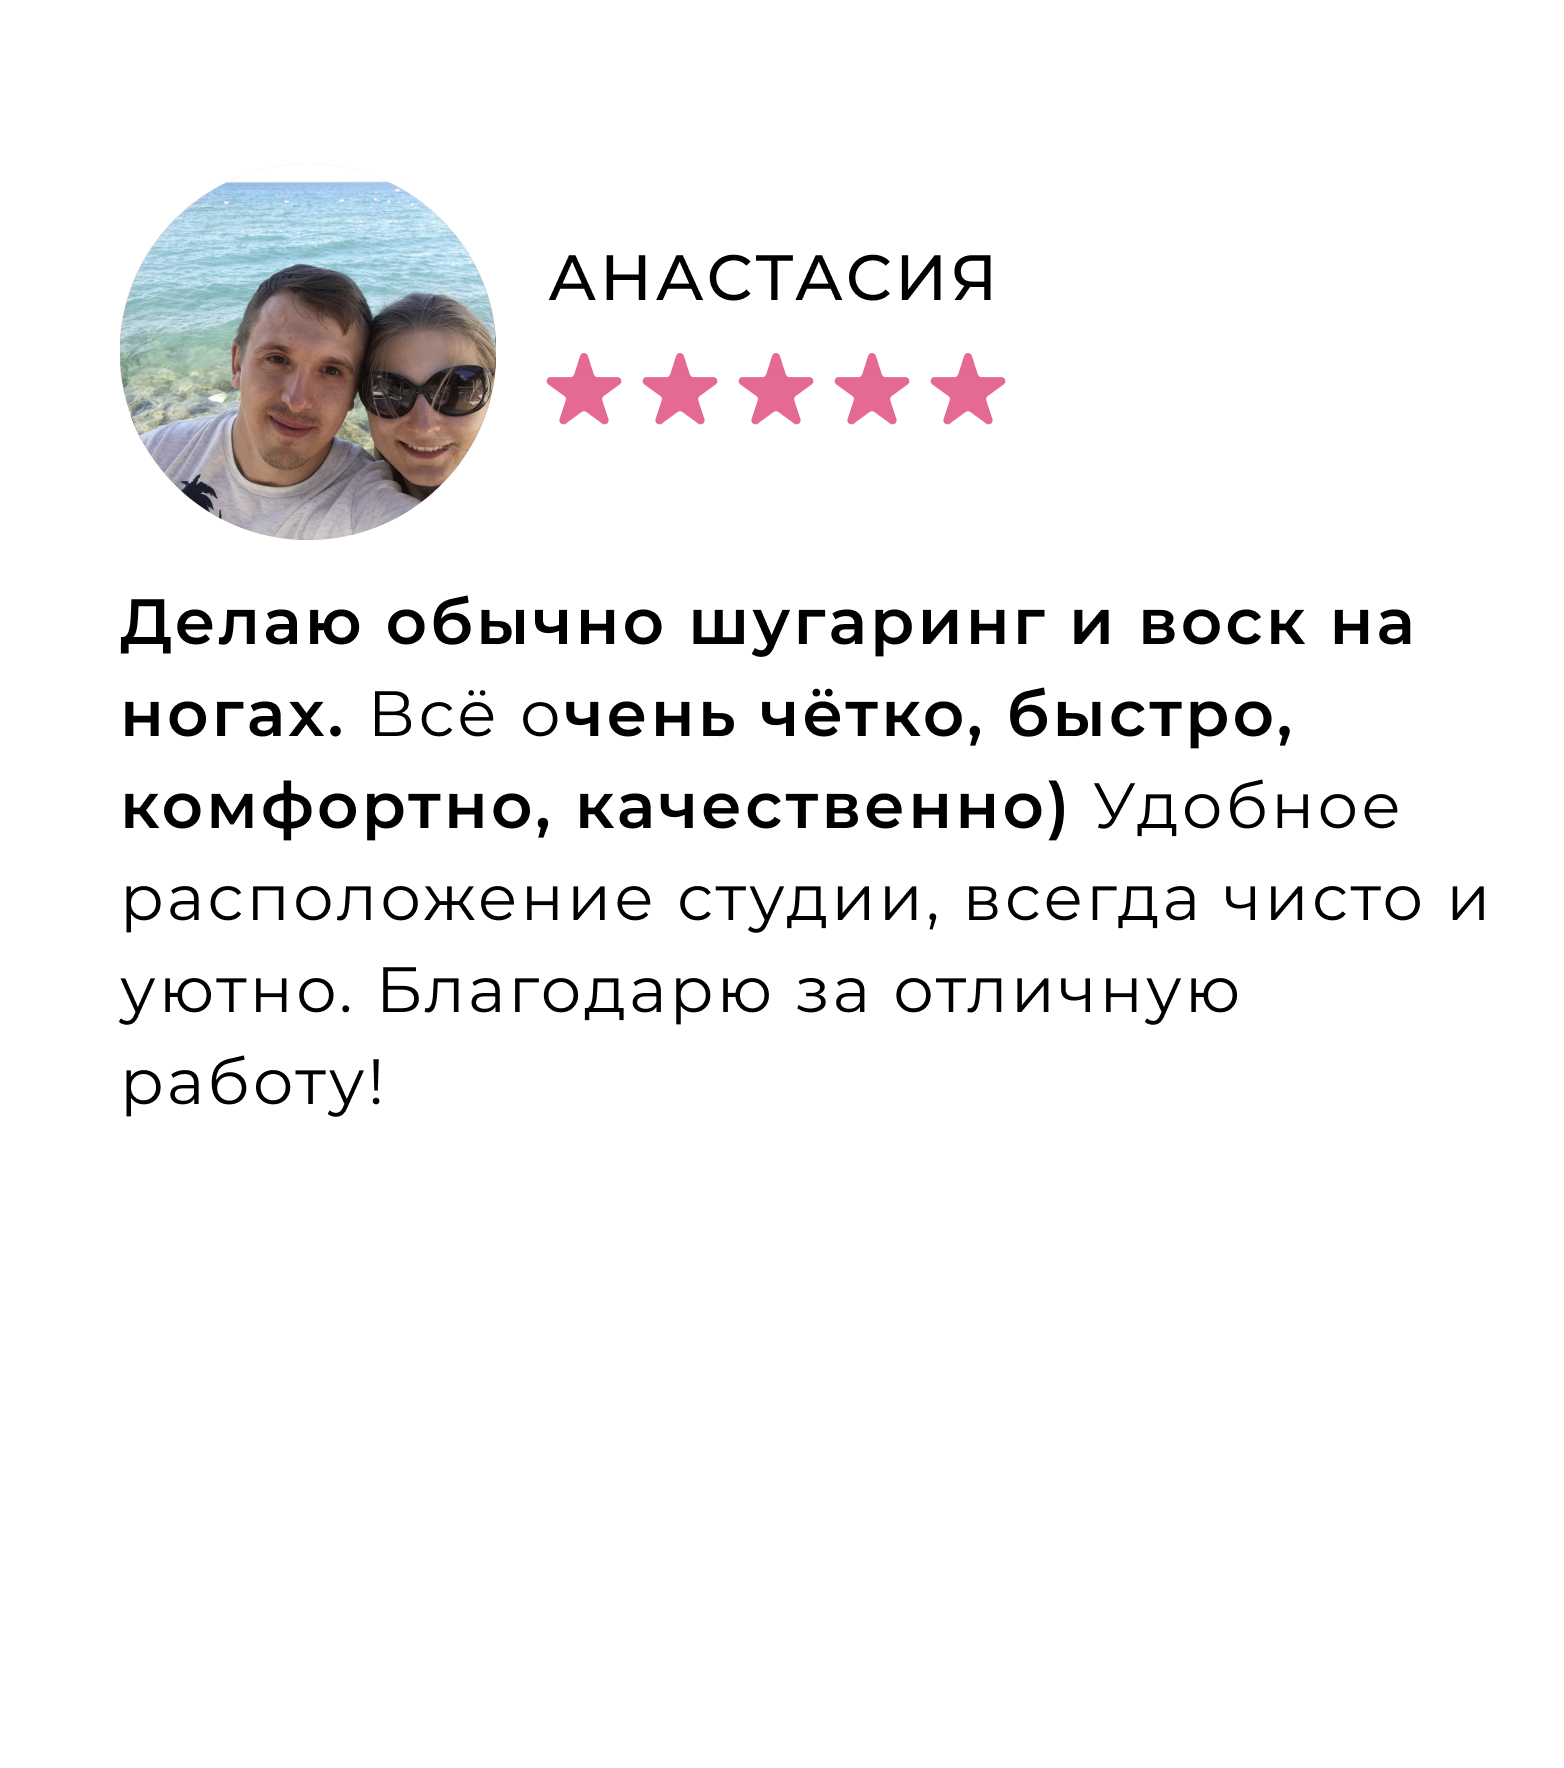 АНАСТАСИЯ
Делаю обычно шугаринг и воск на
ногах. Всё очень чётко, быстро,
комфортно, качественно) Удобное
расположение студии, всегда чисто и
уютно. Благодарю за отличную
работу!